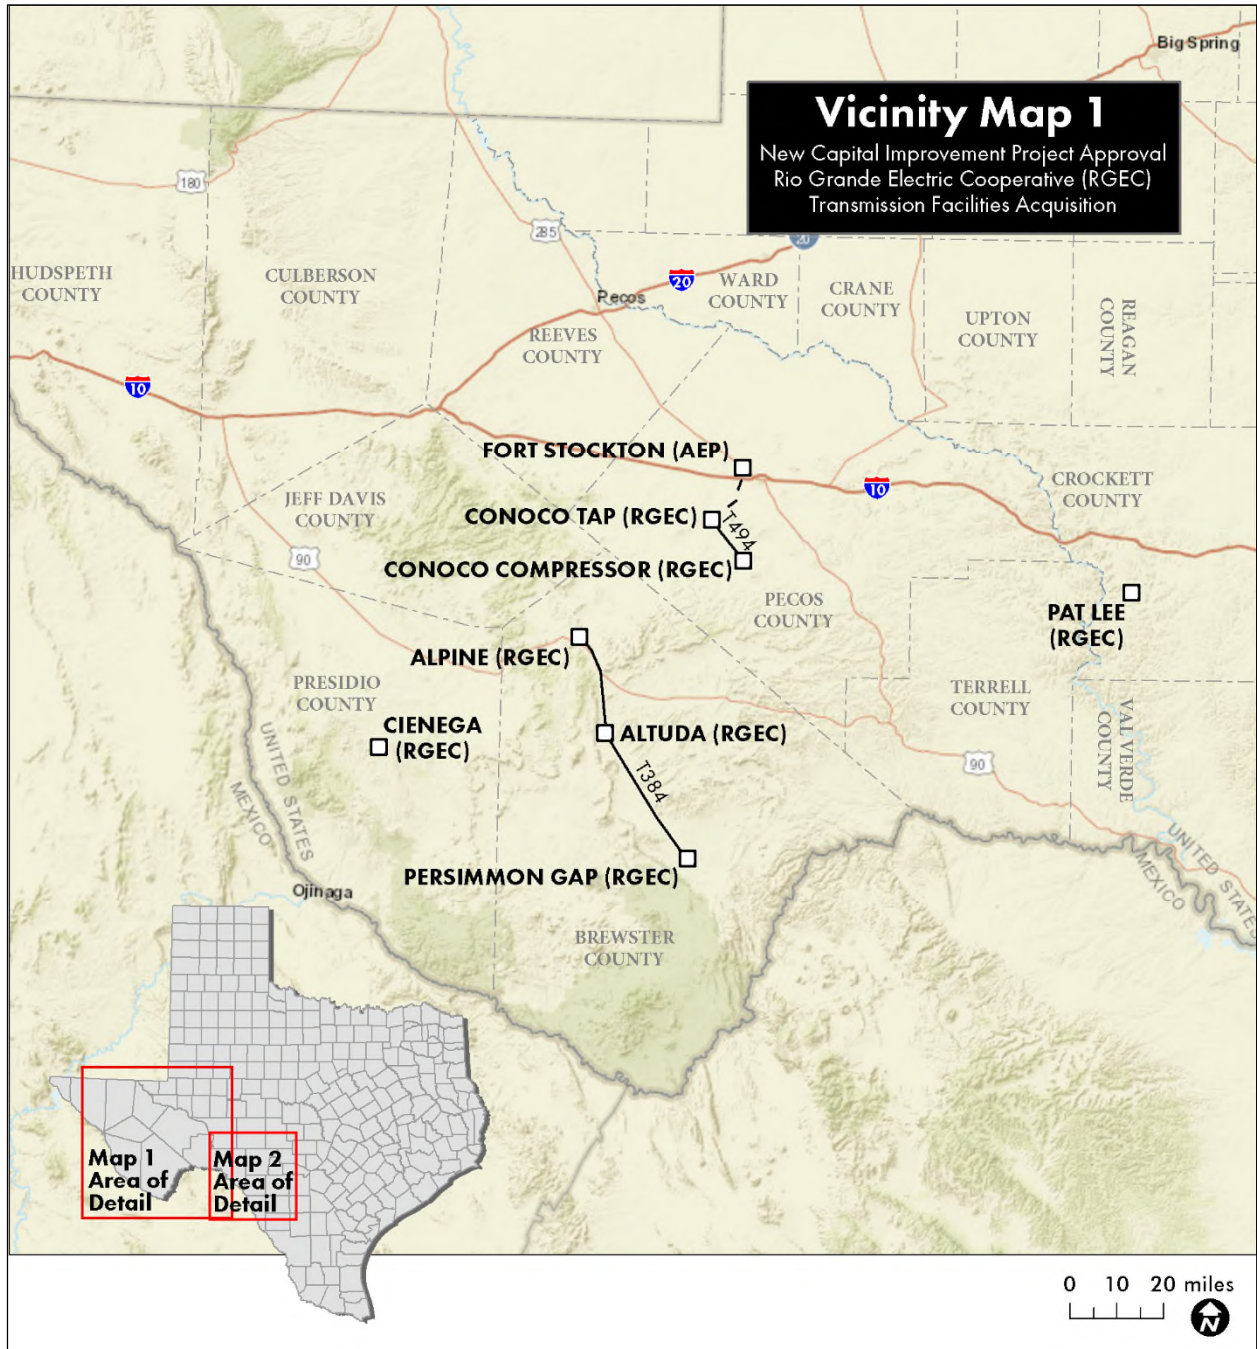 Big Spring
Vicinity Map 1
New Capital Improvement Project Approval
Rio Grande Electric Cooperative (RGEC)
Transmission Facilities Acquisition
180
285
20
HUDSPETH
COUNTY
CULBERSON
COUNTY
20
WARD
COUNTY
CRANE
COUNTY
Pecos
REEVES
COUNTY
UPTON
COUNTY
REAGAN
COUNTY
10
FORT STOCKTON (AEP)
10
CROCKETT
COUNTY
JEFF DAVIS
COUNTY
CONOCO TAP (RGEC)
T494
90
CONOCO COMPRESSOR (RGEC)
PECOS
COUNTY
PAT LEE
(RGEC)
ALPINE (RGEC)
PRESIDIO
COUNTY
TERRELL
COUNTY
VAL VERDE
COUNTY
CIENEGA
(RGEC)
ALTUDA (RGEC)
UNITED STATES
MEXICO
T384
90
UNITED STATES
MEXICO
PERSIMMON GAP (RGEC)
Ojinaga
BREWSTER
COUNTY
Map 1
Area of
Detail
Map 2
Area of
Detail
0 10 20 miles
N